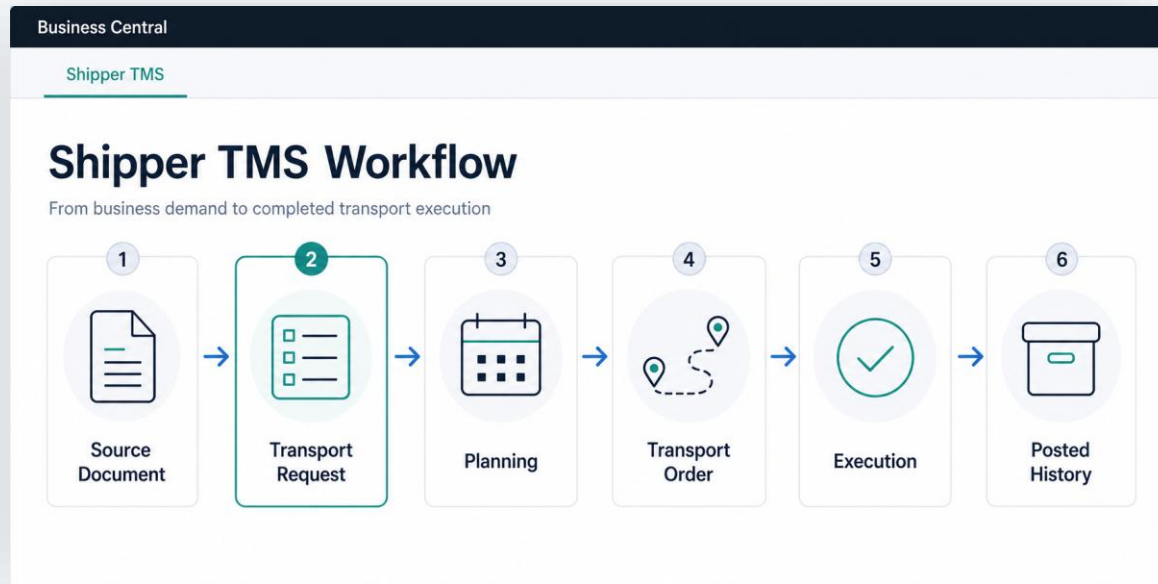 Business Central
Shipper TMS
Shipper TMS Workflow
From business demand to completed transport execution
1
Source
Document
2
Transport
Request
3
Planning
4
Transport
Order
5
Execution
6
Posted
History